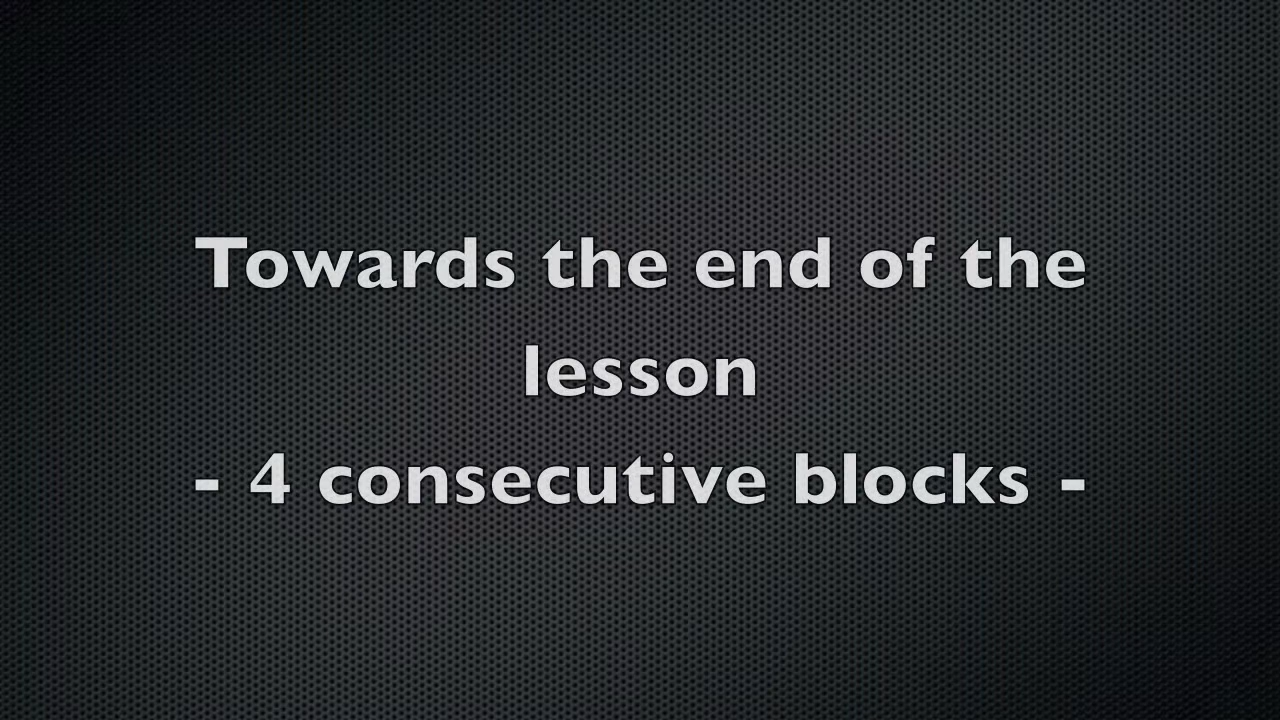 Towards the end of the
lesson
- 4 consecutive blocks -